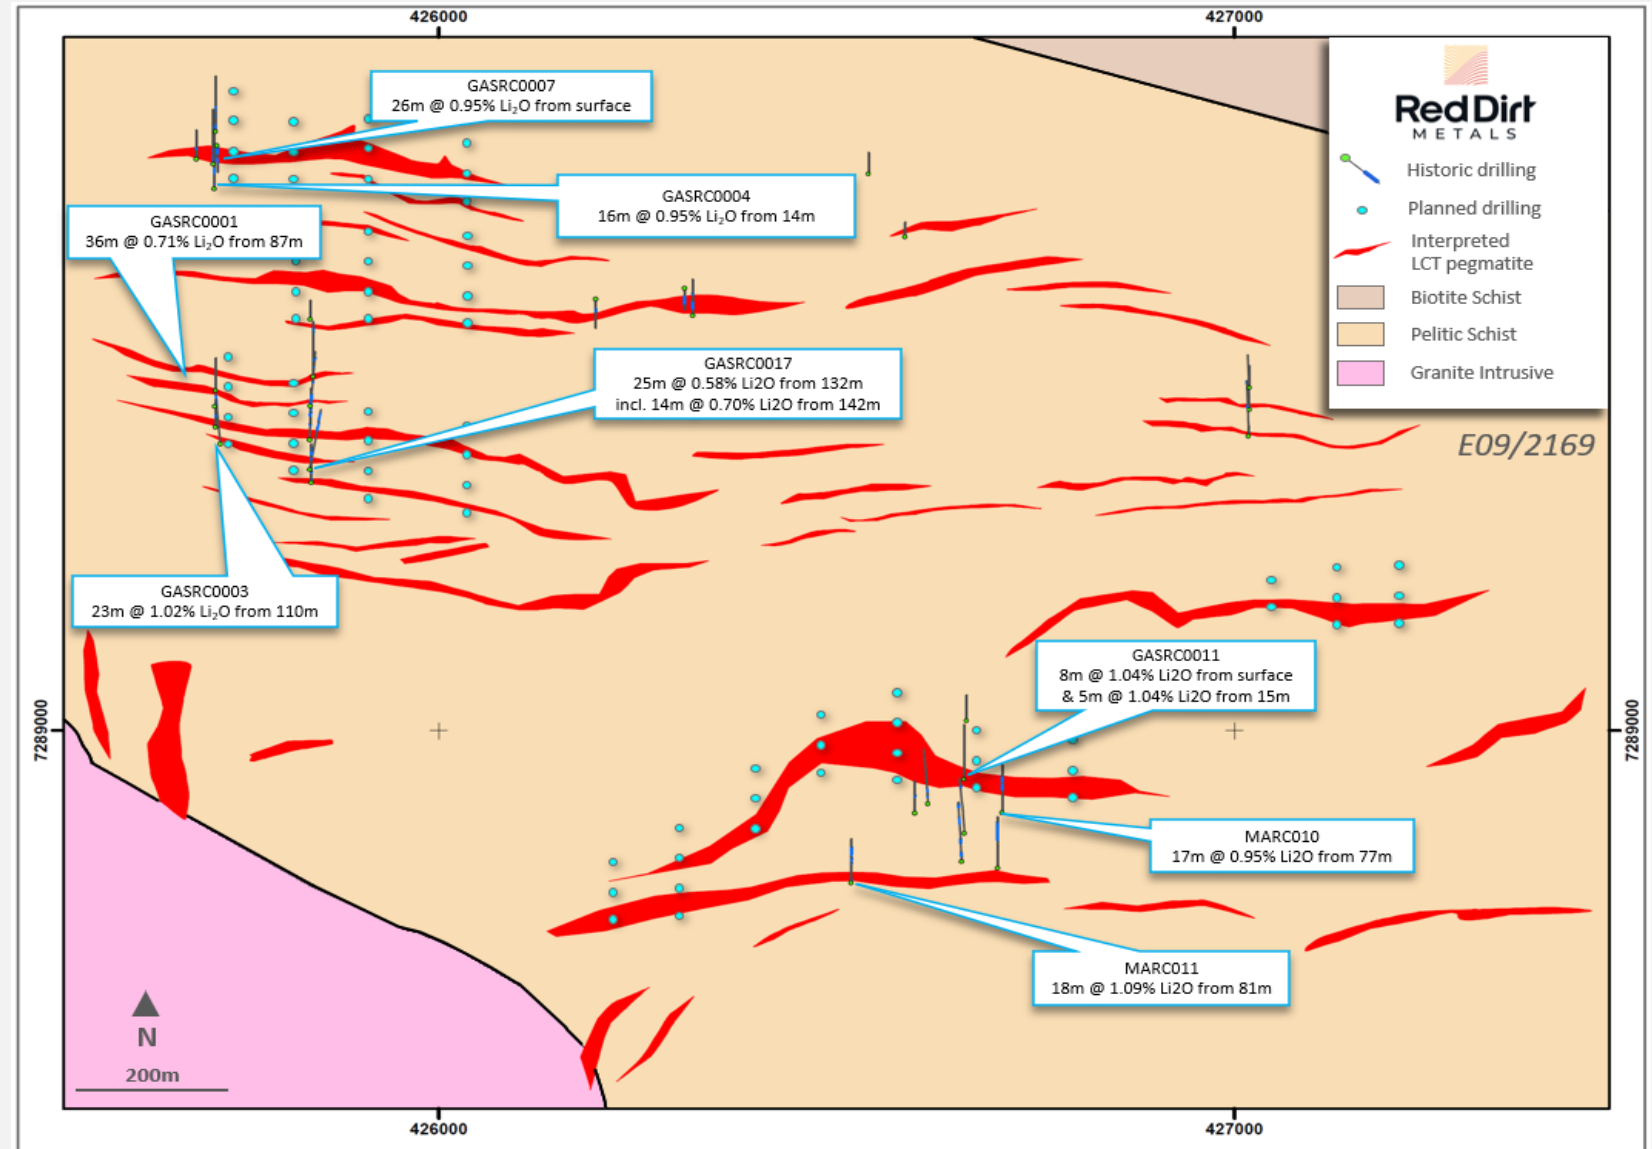 426000
427000
GASRC0007
26m @ 0.95% Li₂O from surface
GASRC0004
16m @ 0.95% Li₂O from 14m
GASRC0001
36m @ 0.71% Li₂O from 87m
GASRC0017
25m @ 0.58% Li2O from 132m
incl. 14m @ 0.70% Li2O from 142m
Red Dirt
METALS
Historic drilling
Planned drilling
Interpreted
LCT pegmatite
Biotite Schist
Pelitic Schist
Granite Intrusive
E09/2169
GASRC0003
23m @ 1.02% Li₂O from 110m
GASRC0011
8m @ 1.04% Li2O from surface
& 5m @ 1.04% Li2O from 15m
7289000
7289000
MARC010
17m @ 0.95% Li2O from 77m
MARC011
18m @ 1.09% Li2O from 81m
N
200m
426000
427000